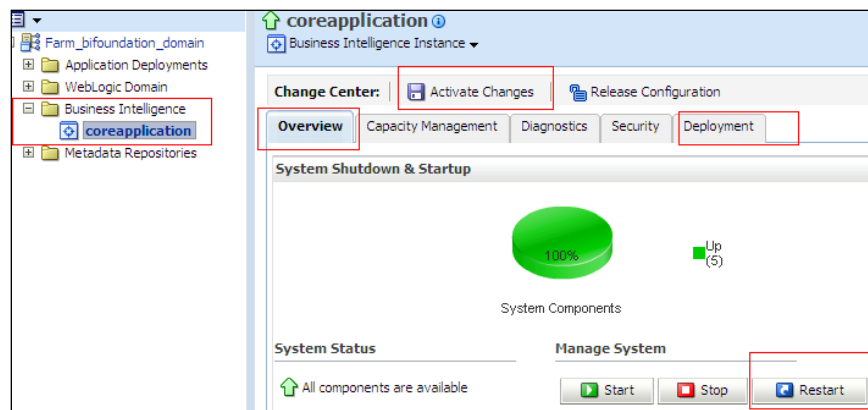 coreapplication
Business Intelligence Instance
Farm_bifoundation_domain
Application Deployments
WebLogic Domain
Business Intelligence
coreapplication
Metadata Repositories
Change Center: Activate Changes Release Configuration
Overview Capacity Management Diagnostics Security Deployment
System Shutdown & Startup
100%
Up
(5)
System Components
System Status
All components are available
Manage System
Start Stop Restart